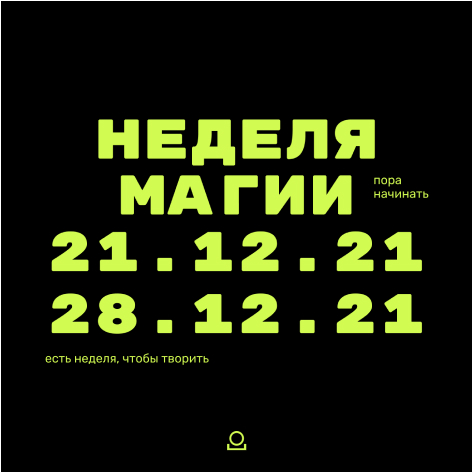 НЕДЕЛЯ
МАГИИ
пора
начинать
21.12.21
28.12.21
есть неделя, чтобы творить